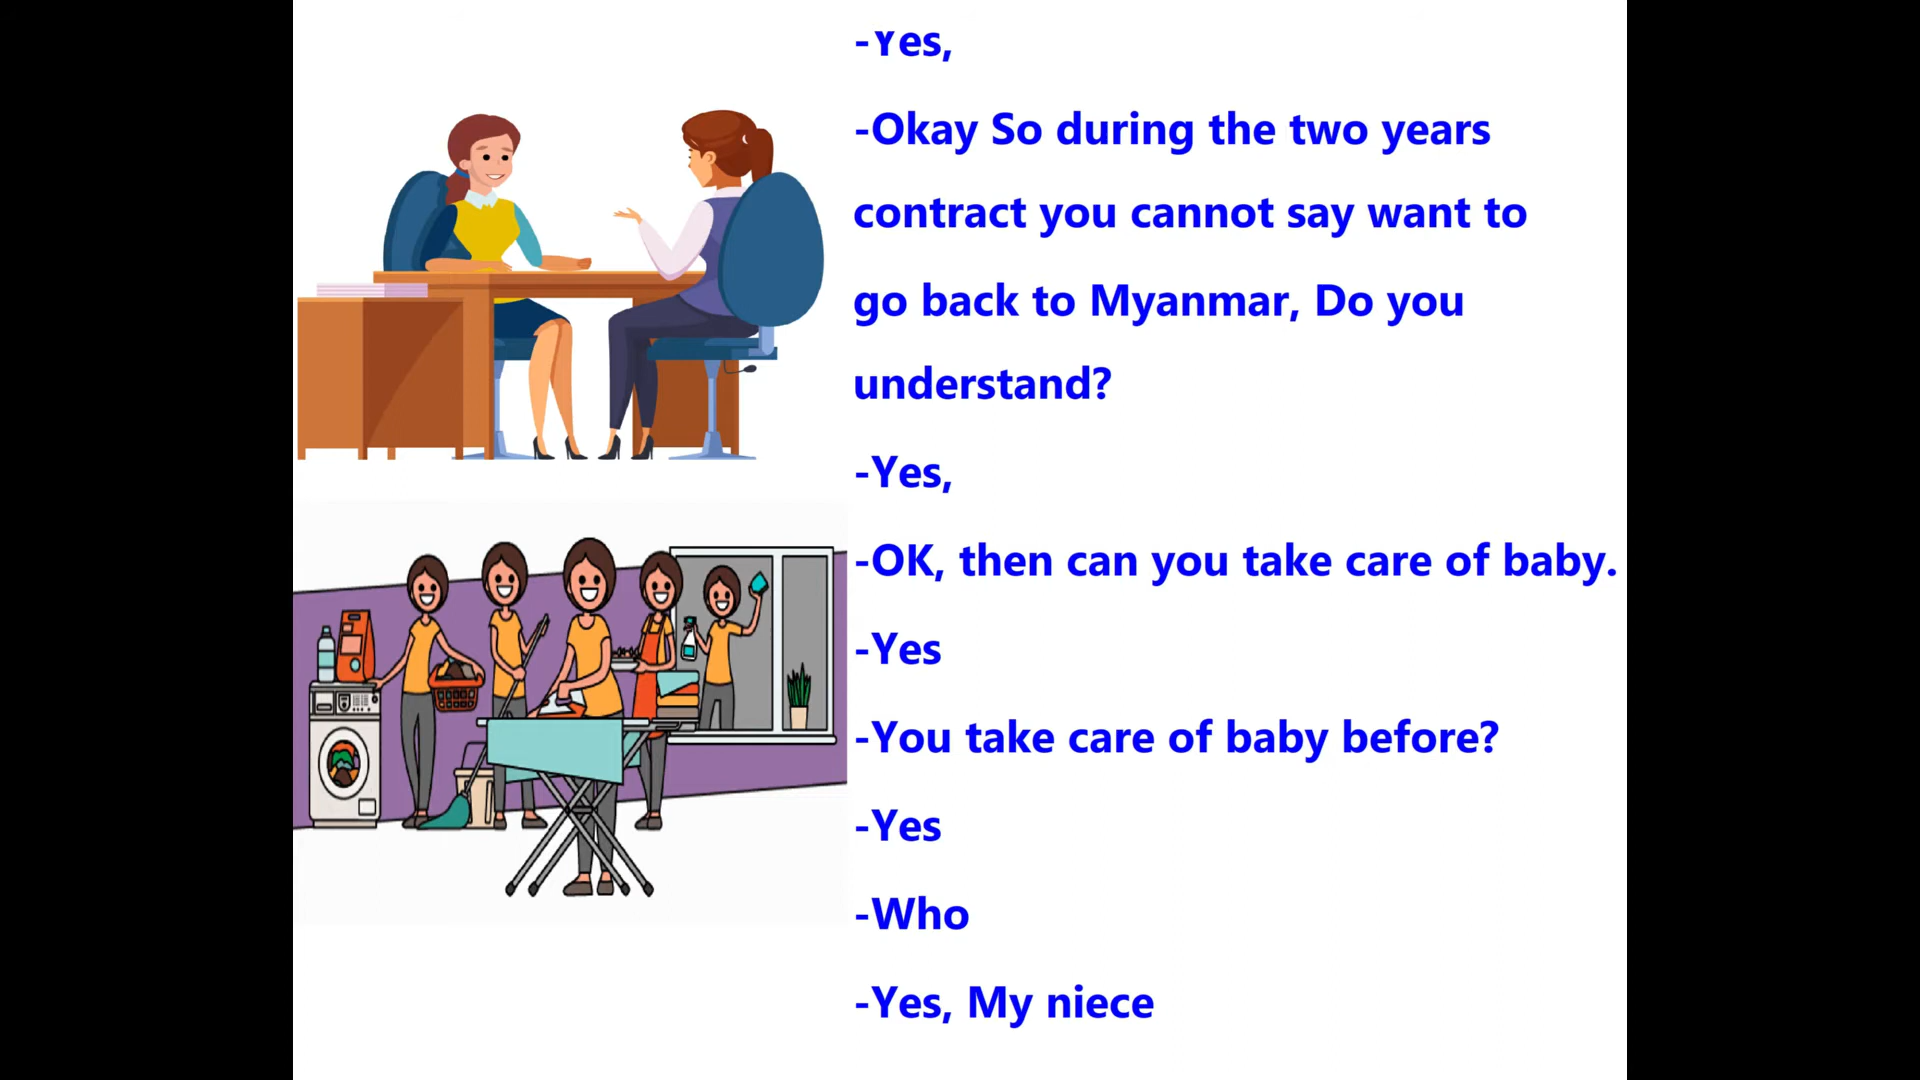 -Yes,
-Okay So during the two years
contract you cannot say want to
go back to Myanmar, Do you
understand?
-Yes,
-OK, then can you take care of baby.
-Yes
-You take care of baby before?
-Yes
-Who
-Yes, My niece